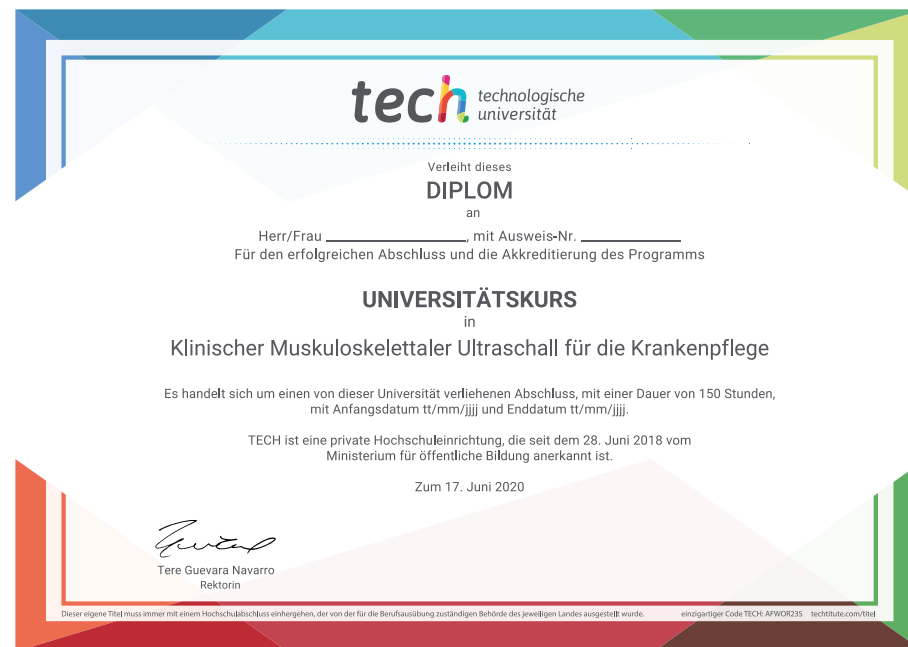 tech technologische
universität
Verleiht dieses
DIPLOM
an
Herr/Frau ____________________, mit Ausweis-Nr. ______________
Für den erfolgreichen Abschluss und die Akkreditierung des Programms
UNIVERSITÄTSKURS
in
Klinischer Muskuloskelettaler Ultraschall für die Krankenpflege
Es handelt sich um einen von dieser Universität verliehenen Abschluss, mit einer Dauer von 150 Stunden,
mit Anfangsdatum tt/mm/jjjj und Enddatum tt/mm/jjjj.
TECH ist eine private Hochschuleinrichtung, die seit dem 28. Juni 2018 vom
Ministerium für öffentliche Bildung anerkannt ist.
Zum 17. Juni 2020
Tere Guevara Navarro
Rektorin
Dieser eigene Titel muss immer mit einem Hochschulabschluss einhergehen, der von der für die Berufsausübung zuständigen Behörde des jeweiligen Landes ausgestellt wurde. einzigartiger Code TECH: AFWOR23S techtitute.com/titel